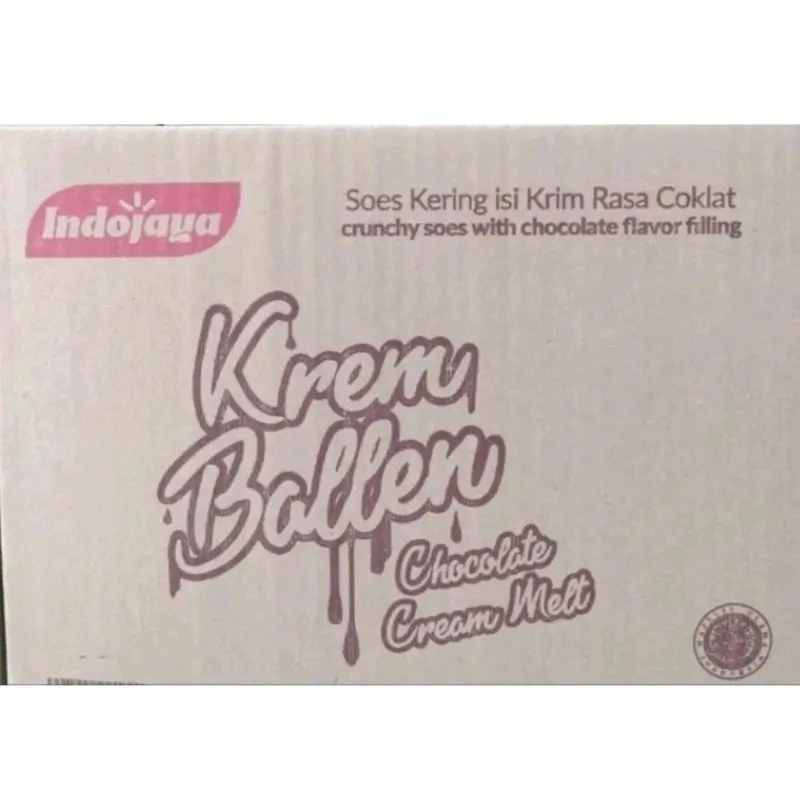 Indojaya
Soes Kering isi Krim Rasa Coklat
crunchy soes with chocolate flavor filling
Krem
Ballen
Chocolate
Cream Melt